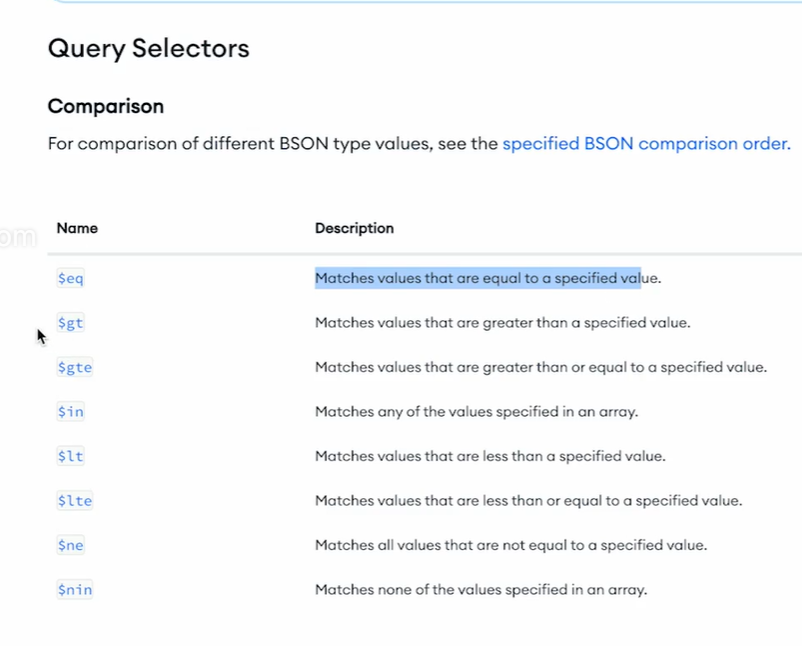 Query Selectors
Comparison
For comparison of different BSON type values, see the specified BSON comparison order.
om
Name Description
$eq Matches values that are equal to a specified value.
$gt Matches values that are greater than a specified value.
$gte Matches values that are greater than or equal to a specified value.
$in Matches any of the values specified in an array.
$lt Matches values that are less than a specified value.
$lte Matches values that are less than or equal to a specified value.
$ne Matches all values that are not equal to a specified value.
$nin Matches none of the values specified in an array.